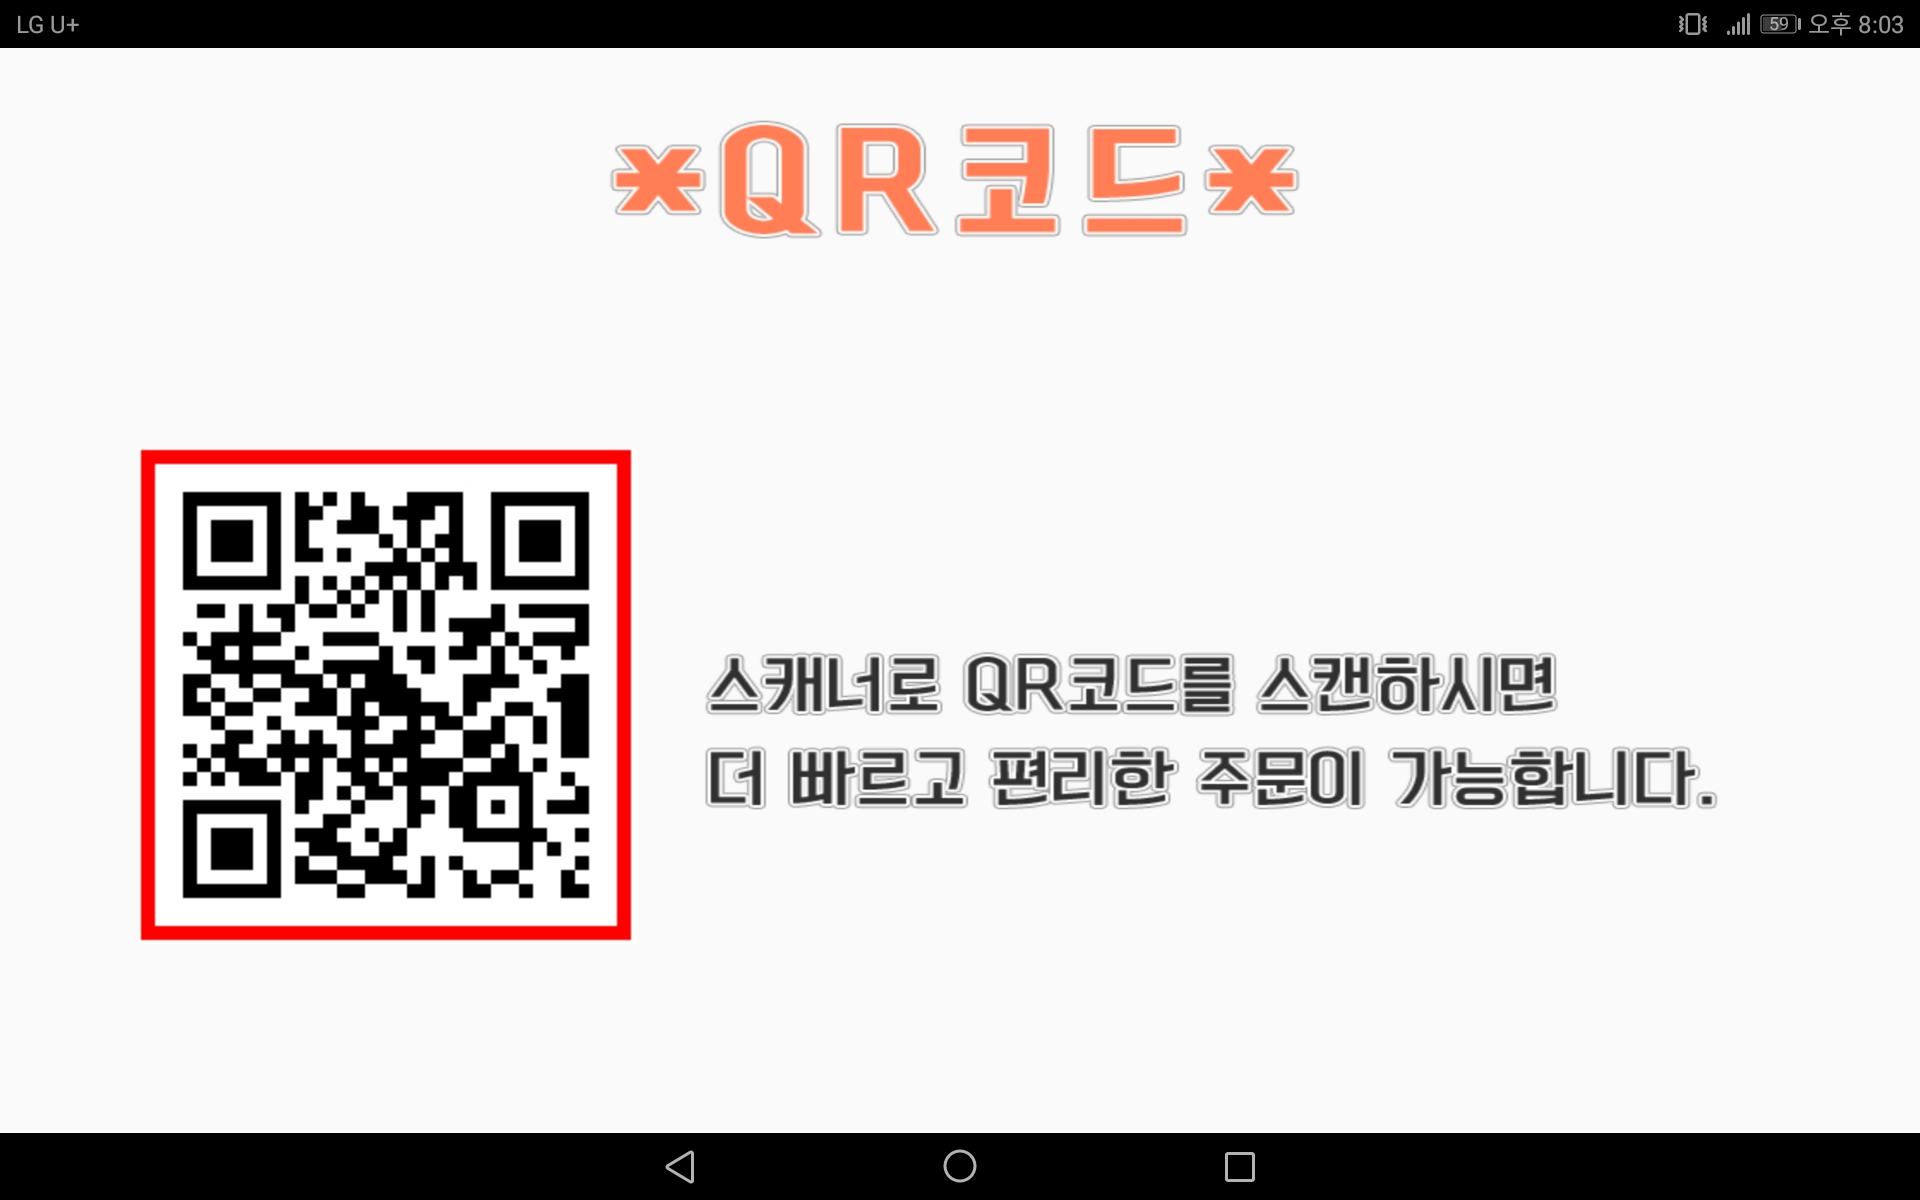 LG U+
59 오후 8:03
*QR코드*
스캐너로 QR코드를 스캔하시면
더 빠르고 편리한 주문이 가능합니다.